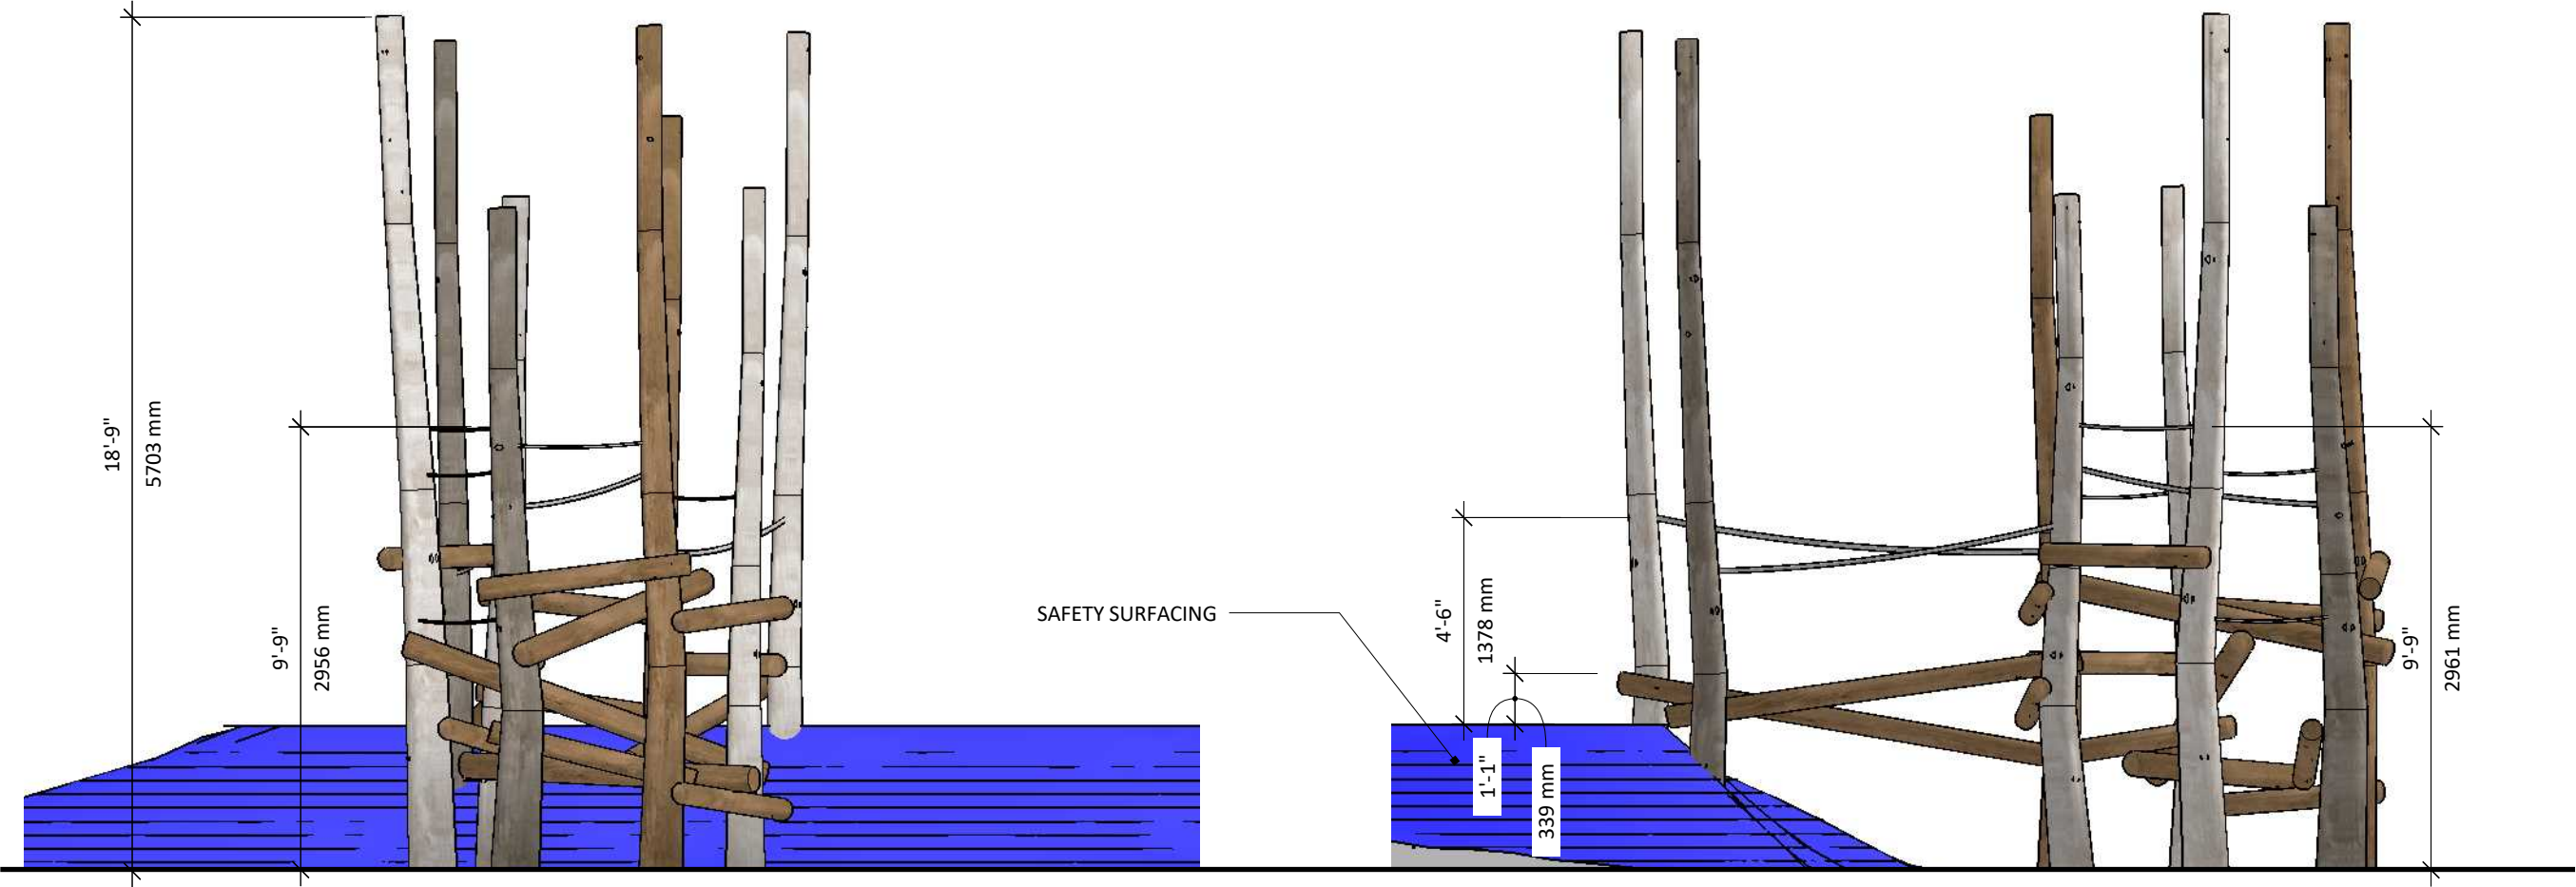 18'-9"
5703 mm
9'-9"
2956 mm
SAFETY SURFACING
4'-6"
1378 mm
1'-1"
339 mm
9'-9"
2961 mm